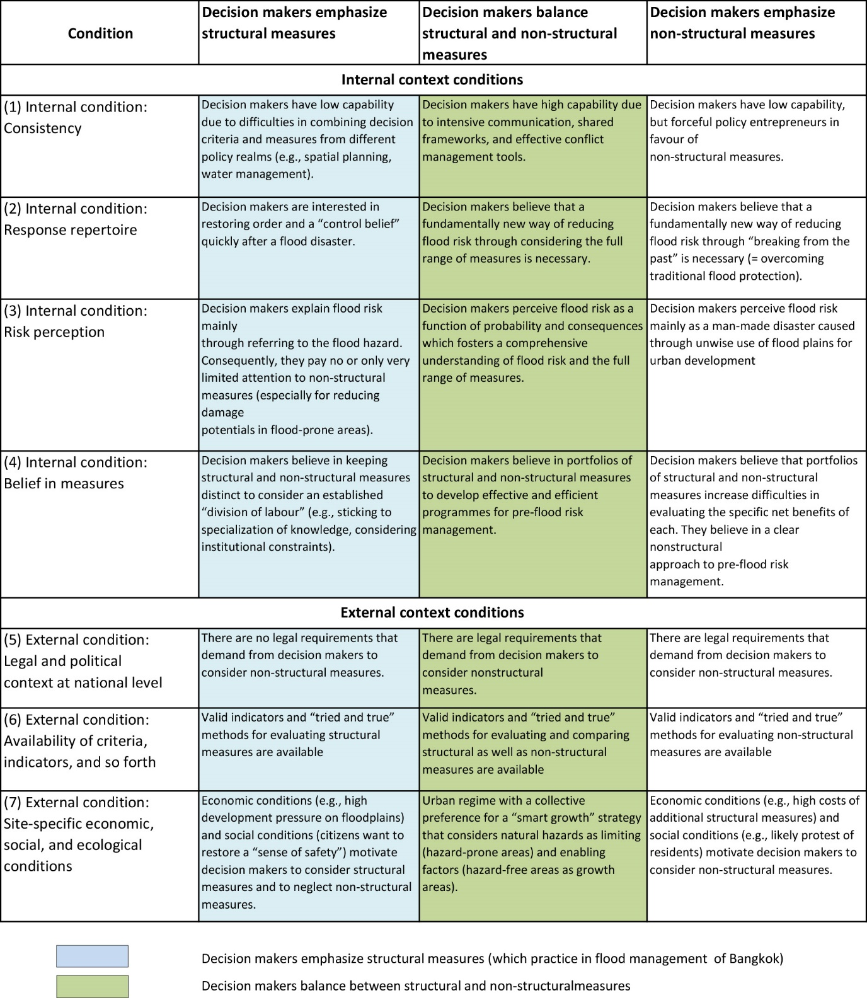 Condition
Decision makers emphasize
structural measures
Decision makers balance
structural and non-structural
measures
Decision makers emphasize
non-structural measures
Internal context conditions
(1) Internal condition:
Consistency
Decision makers have low capability
due to difficulties in combining decision
criteria and measures from different
policy realms (e.g., spatial planning,
water management).
Decision makers have high capability due
to intensive communication, shared
frameworks, and effective conflict
management tools.
Decision makers have low capability,
but forceful policy entrepreneurs in
favour of
non-structural measures.
(2) Internal condition:
Response repertoire
Decision makers are interested in
restoring order and a “control belief”
quickly after a flood disaster.
Decision makers believe that a
fundamentally new way of reducing
flood risk through considering the full
range of measures is necessary.
Decision makers believe that a
fundamentally new way of reducing
flood risk through “breaking from the
past” is necessary (= overcoming
traditional flood protection).
(3) Internal condition:
Risk perception
Decision makers explain flood risk
mainly
through referring to the flood hazard.
Consequently, they pay no or only very
limited attention to non-structural
measures (especially for reducing
damage
potentials in flood-prone areas).
Decision makers perceive flood risk as a
function of probability and consequences
which fosters a comprehensive
understanding of flood risk and the full
range of measures.
Decision makers perceive flood risk
mainly as a man-made disaster caused
through unwise use of flood plains for
urban development
(4) Internal condition:
Belief in measures
Decision makers believe in keeping
structural and non-structural measures
distinct to consider an established
“division of labour” (e.g., sticking to
specialization of knowledge, considering
institutional constraints).
Decision makers believe in portfolios of
structural and non-structural measures
to develop effective and efficient
programmes for pre-flood risk
management.
Decision makers believe that portfolios
of structural and non-structural
measures increase difficulties in
evaluating the specific net benefits of
each. They believe in a clear
nonstructural
approach to pre-flood risk
management.
External context conditions
(5) External condition:
Legal and political
context at national level
There are no legal requirements that
demand from decision makers to
consider non-structural measures.
There are legal requirements that
demand from decision makers to
consider nonstructural
measures.
There are legal requirements that
demand from decision makers to
consider non-structural measures.
(6) External condition:
Availability of criteria,
indicators, and so forth
Valid indicators and “tried and true”
methods for evaluating structural
measures are available
Valid indicators and “tried and true”
methods for evaluating and comparing
structural as well as non-structural
measures are available
Valid indicators and “tried and true”
methods for evaluating non-structural
measures are available
(7) External condition:
Site-specific economic,
social, and ecological
conditions
Economic conditions (e.g., high
development pressure on floodplains)
and social conditions (citizens want to
restore a “sense of safety”) motivate
decision makers to consider structural
measures and to neglect non-structural
measures.
Urban regime with a collective
preference for a “smart growth” strategy
that considers natural hazards as limiting
(hazard-prone areas) and enabling
factors (hazard-free areas as growth
areas).
Economic conditions (e.g., high costs of
additional structural measures) and
social conditions (e.g., likely protest of
residents) motivate decision makers to
consider non-structural measures.
Decision makers emphasize structural measures (which practice in flood management of Bangkok)
Decision makers balance between structural and non-structuralmeasures